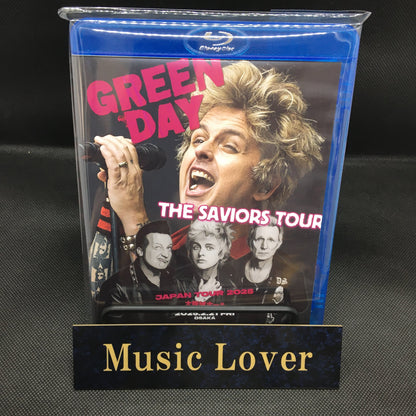 Blu-ray Disc
GREEN
DAY
THE SAVIORS TOUR
JAPAN TOUR 2025
OSAKA
Music Lover